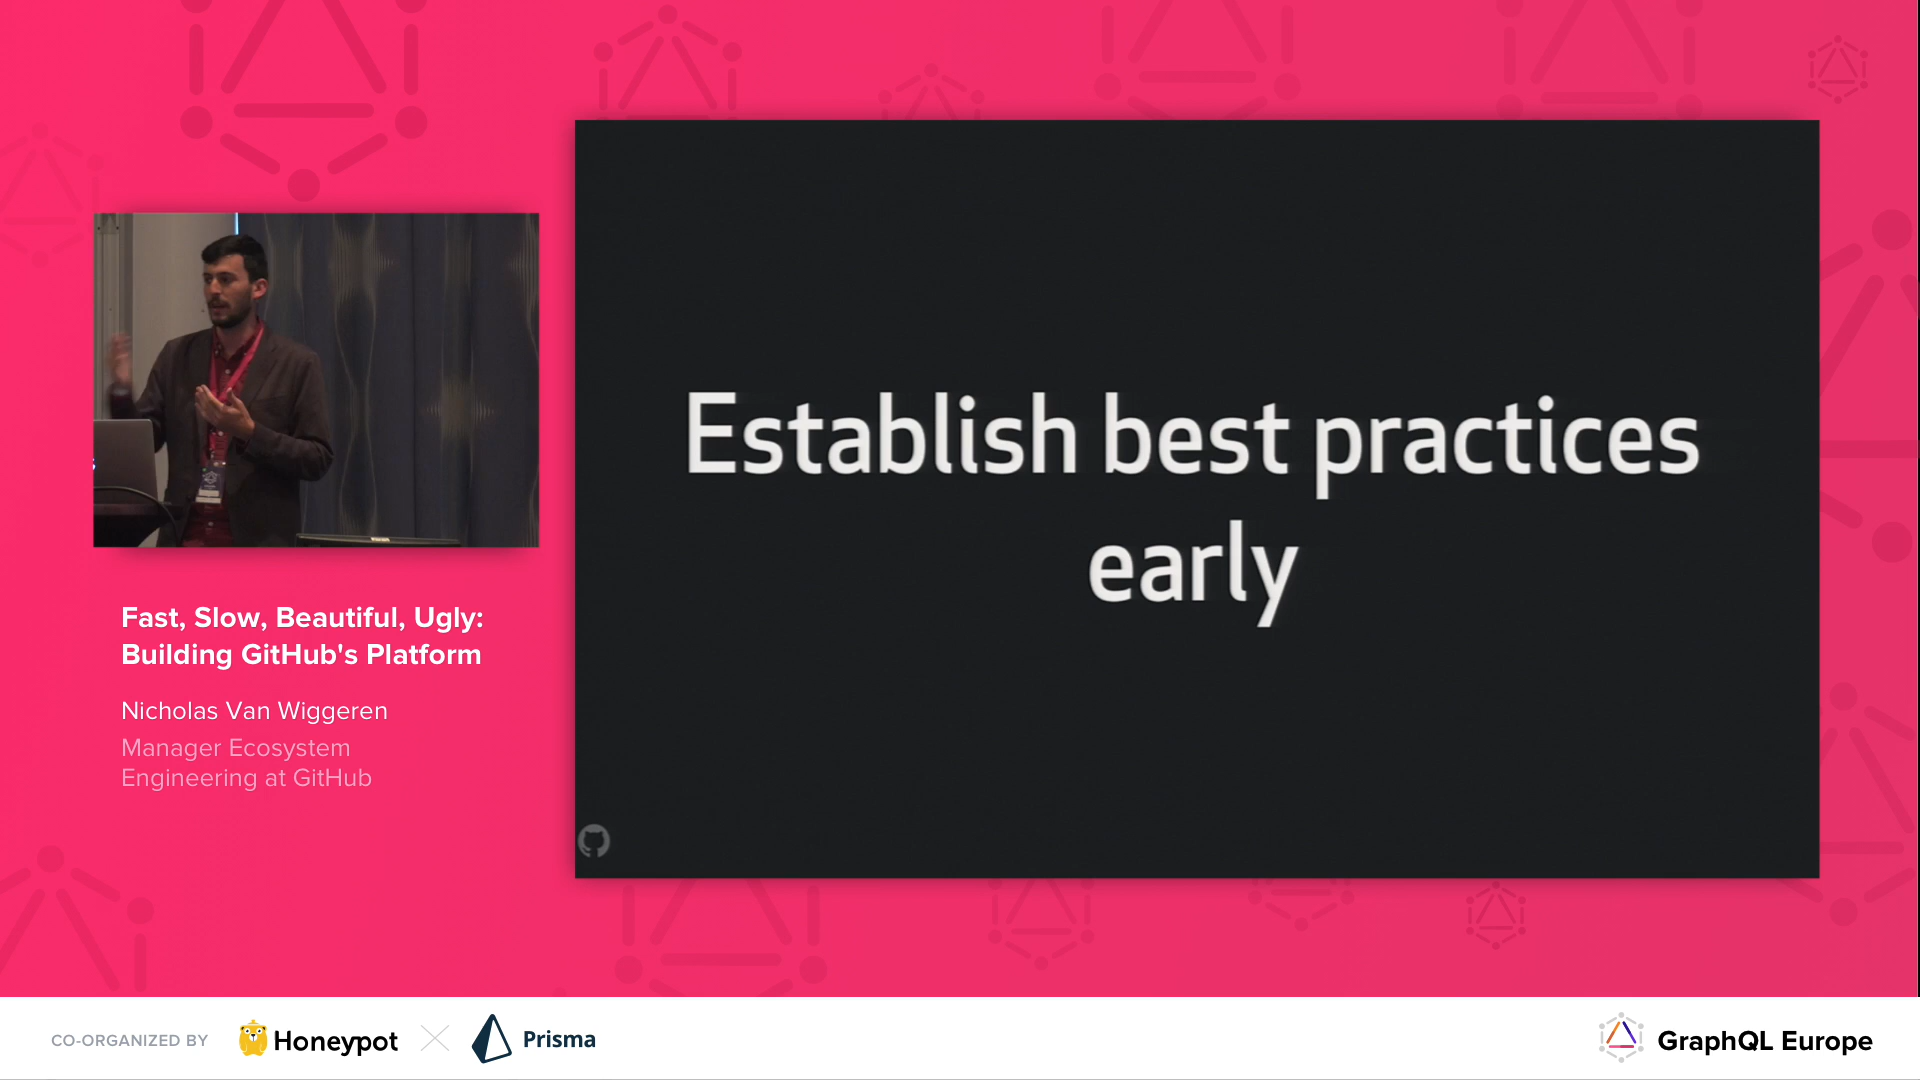 Establish best practices
early
Fast, Slow, Beautiful, Ugly:
Building GitHub's Platform
Nicholas Van Wiggeren
Manager Ecosystem
Engineering at GitHub
CO-ORGANIZED BY
Honeypot
Prisma
GraphQL Europe